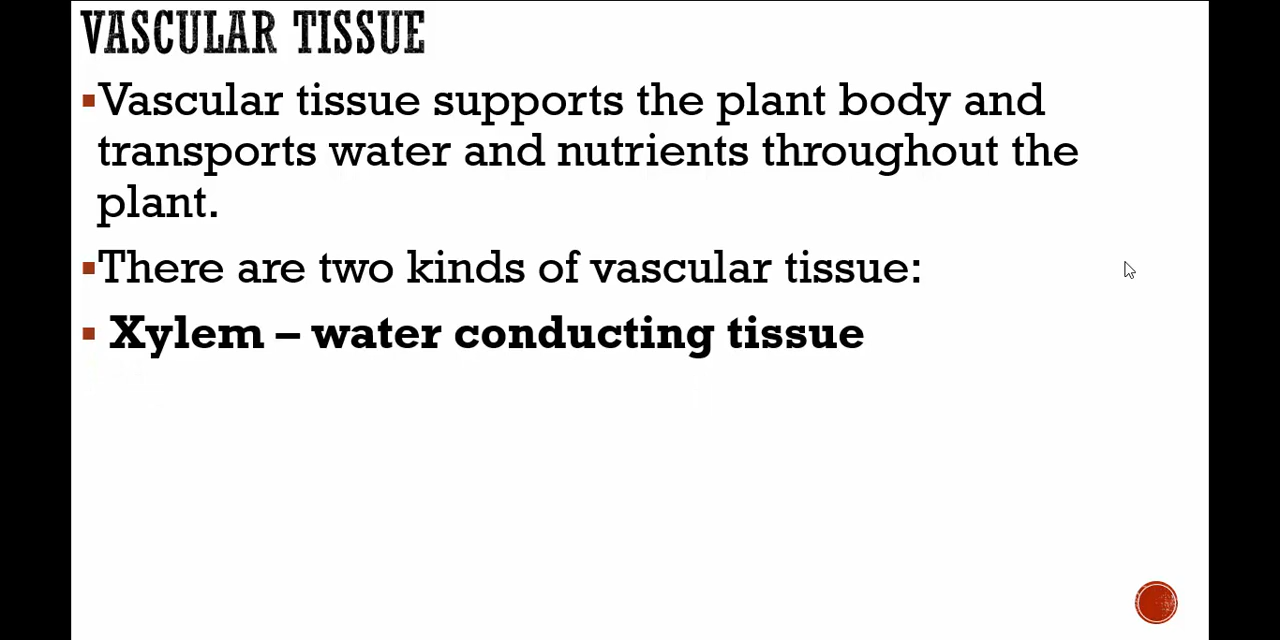 VASCULAR TISSUE
▪Vascular tissue supports the plant body and
transports water and nutrients throughout the
plant.
▪There are two kinds of vascular tissue:
▪ Xylem – water conducting tissue